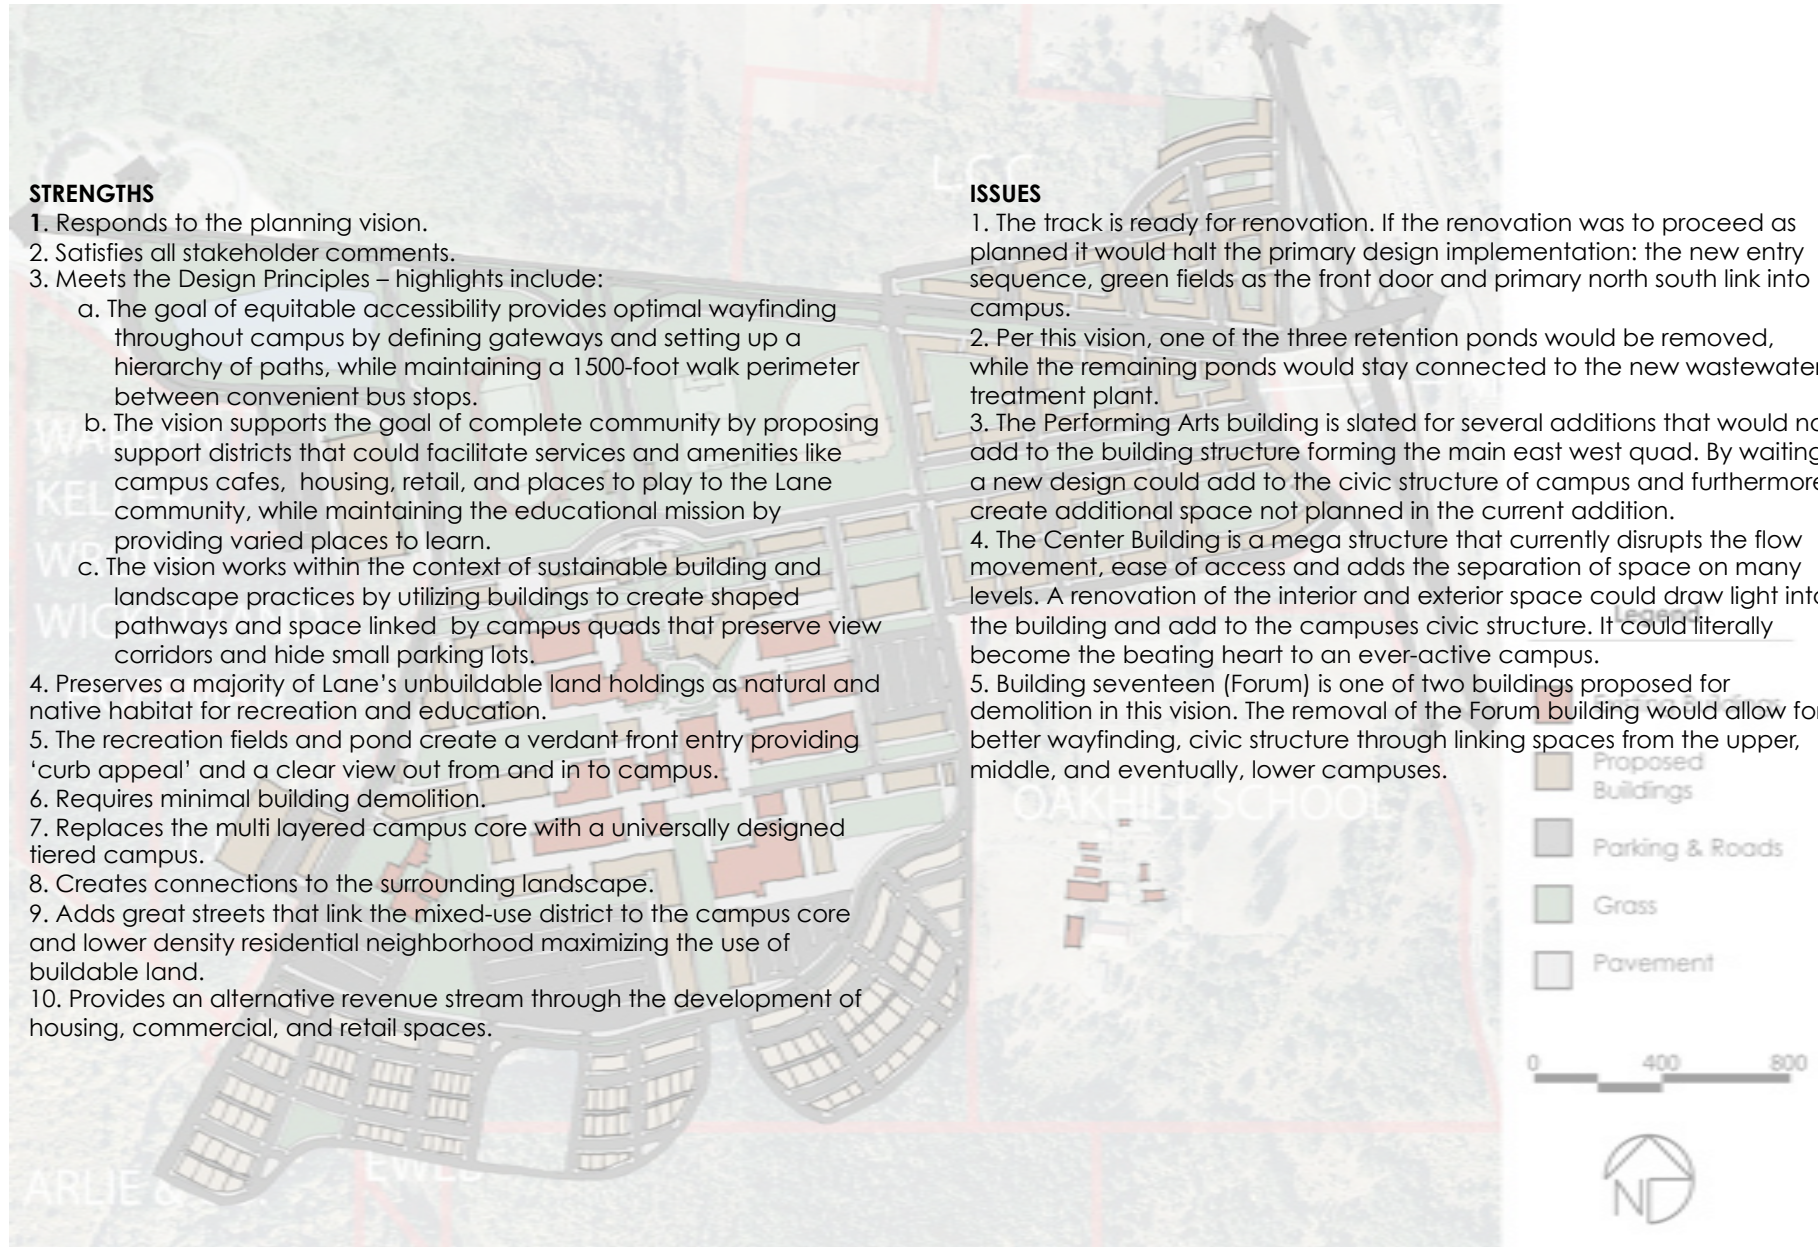 STRENGTHS
1. Responds to the planning vision.
2. Satisfies all stakeholder comments.
3. Meets the Design Principles – highlights include:
a. The goal of equitable accessibility provides optimal wayfinding
throughout campus by defining gateways and setting up a
hierarchy of paths, while maintaining a 1500-foot walk perimeter
between convenient bus stops.
b. The vision supports the goal of complete community by proposing
support districts that could facilitate services and amenities like
campus cafes, housing, retail, and places to play to the Lane
community, while maintaining the educational mission by
providing varied places to learn.
c. The vision works within the context of sustainable building and
landscape practices by utilizing buildings to create shaped
pathways and space linked by campus quads that preserve view
corridors and hide small parking lots.
4. Preserves a majority of Lane’s unbuildable land holdings as natural and
native habitat for recreation and education.
5. The recreation fields and pond create a verdant front entry providing
‘curb appeal’ and a clear view out from and in to campus.
6. Requires minimal building demolition.
7. Replaces the multi layered campus core with a universally designed
tiered campus.
8. Creates connections to the surrounding landscape.
9. Adds great streets that link the mixed-use district to the campus core
and lower density residential neighborhood maximizing the use of
buildable land.
10. Provides an alternative revenue stream through the development of
housing, commercial, and retail spaces.
ISSUES
1. The track is ready for renovation. If the renovation was to proceed as
planned it would halt the primary design implementation: the new entry
sequence, green fields as the front door and primary north south link into
campus.
2. Per this vision, one of the three retention ponds would be removed,
while the remaining ponds would stay connected to the new wastewater
treatment plant.
3. The Performing Arts building is slated for several additions that would no
add to the building structure forming the main east west quad. By waiting
a new design could add to the civic structure of campus and furthermore
create additional space not planned in the current addition.
4. The Center Building is a mega structure that currently disrupts the flow
movement, ease of access and adds the separation of space on many
levels. A renovation of the interior and exterior space could draw light into
the building and add to the campuses civic structure. It could literally
become the beating heart to an ever-active campus.
5. Building seventeen (Forum) is one of two buildings proposed for
demolition in this vision. The removal of the Forum building would allow for
better wayfinding, civic structure through linking spaces from the upper,
middle, and eventually, lower campuses.
LCC
OAKHILL SCHOOL
ARLIE &
EWEB
Legend
Existing Buildings
Proposed
Buildings
Parking & Roads
Grass
Pavement
0 400 800
N